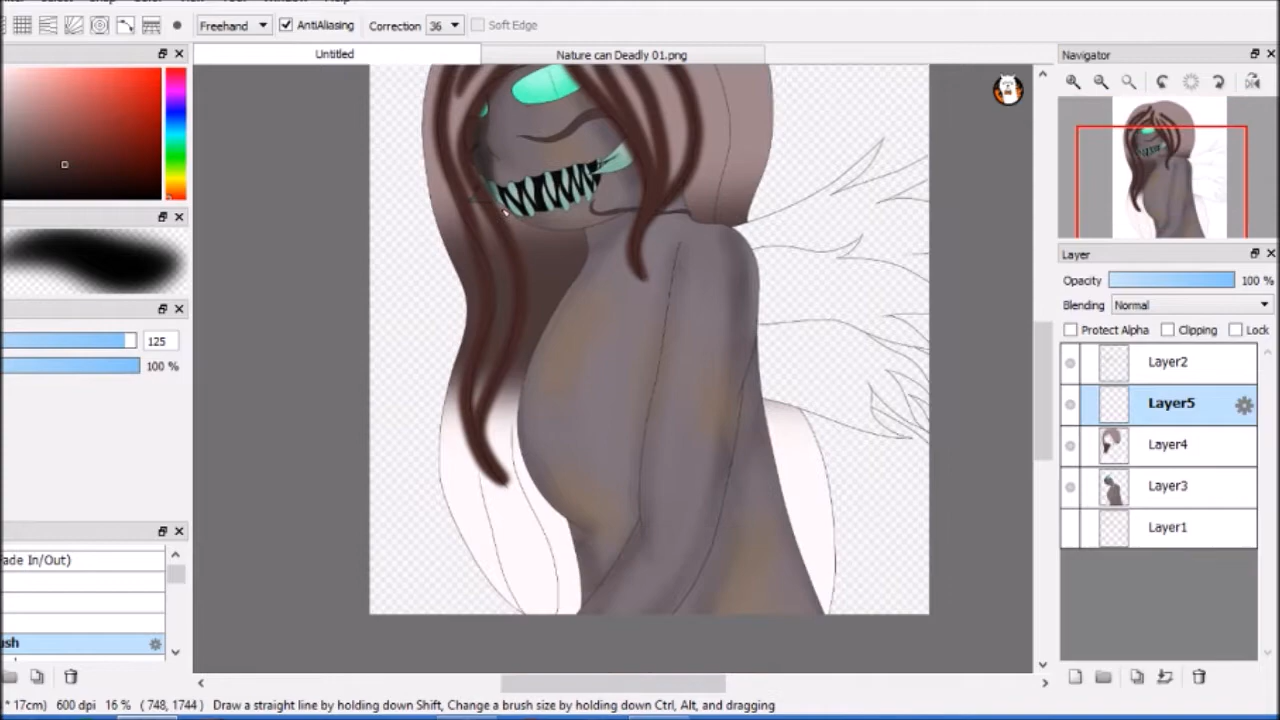 Freehand AntiAliasing Correction 36 Soft Edge
Untitled Nature can Deadly 01.png
Navigator
125
100 %
Layer
Opacity 100 %
Blending Normal
Protect Alpha Clipping Lock
Layer2
Layer5
Layer4
Layer3
Layer1
ade In/Out)
ush
* 17cm) 600 dpi 16 % ( 748, 1744 ) Draw a straight line by holding down Shift, Change a brush size by holding down Ctrl, Alt, and dragging